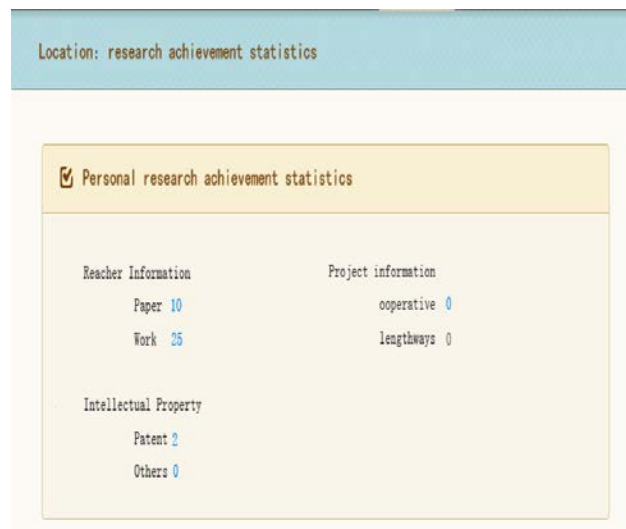 Location: research achievement statistics
Personal research achievement statistics
Reacher Information
Paper 10
Work 25
Project information
ooperative 0
lengthways 0
Intellectual Property
Patent 2
Others 0